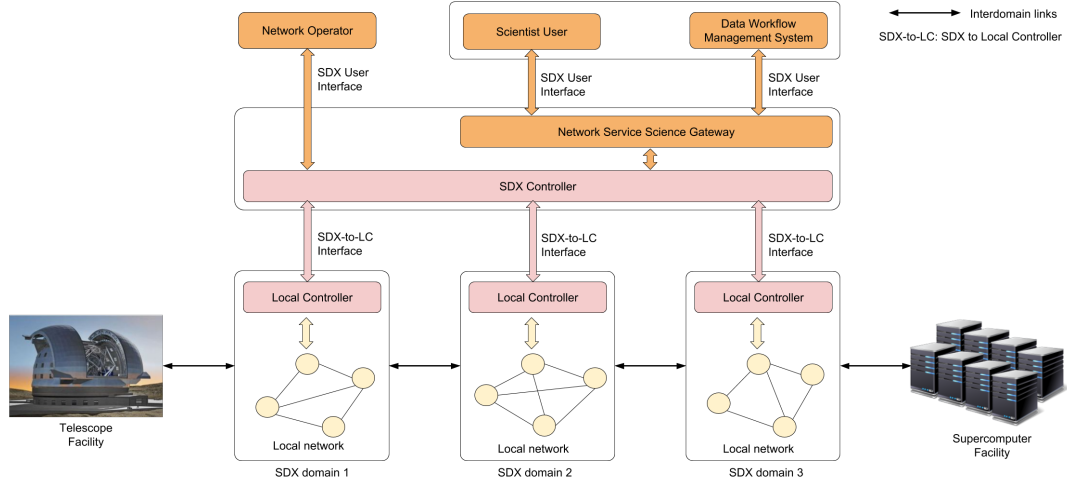 Network Operator
Scientist User
Data Workflow
Management System
Interdomain links
SDX-to-LC: SDX to Local Controller
SDX User
Interface
SDX User
Interface
SDX User
Interface
Network Service Science Gateway
SDX Controller
SDX-to-LC
Interface
SDX-to-LC
Interface
SDX-to-LC
Interface
Local Controller
Local Controller
Local Controller
Telescope
Facility
Local network
Local network
Local network
Supercomputer
Facility
SDX domain 1
SDX domain 2
SDX domain 3